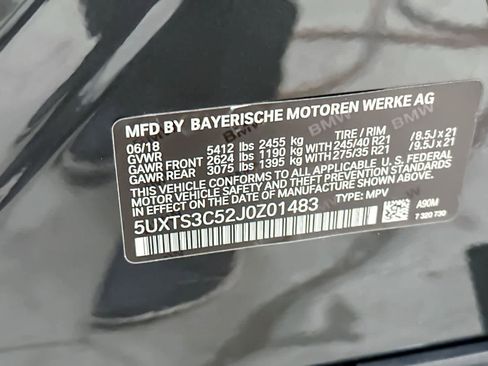 MFD BY BAYERISCHE MOTOREN WERKE AG
06/18 TIRE / RIM
GVWR 5412 lbs 2455 kg
GAWR FRONT 2624 lbs 1190 kg WITH 245/40 R21 /8.5J x 21
GAWR REAR 3075 lbs 1395 kg WITH 275/35 R21 /9.5J x 21
THIS VEHICLE CONFORMS TO ALL APPLICABLE U. S. FEDERAL
MOTOR VEHICLE SAFETY STANDARDS IN EFFECT ON
THE DATE OF MANUFACTURE SHOWN ABOVE.
5UXTS3C52J0Z01483 TYPE: MPV A90M
7 320 730